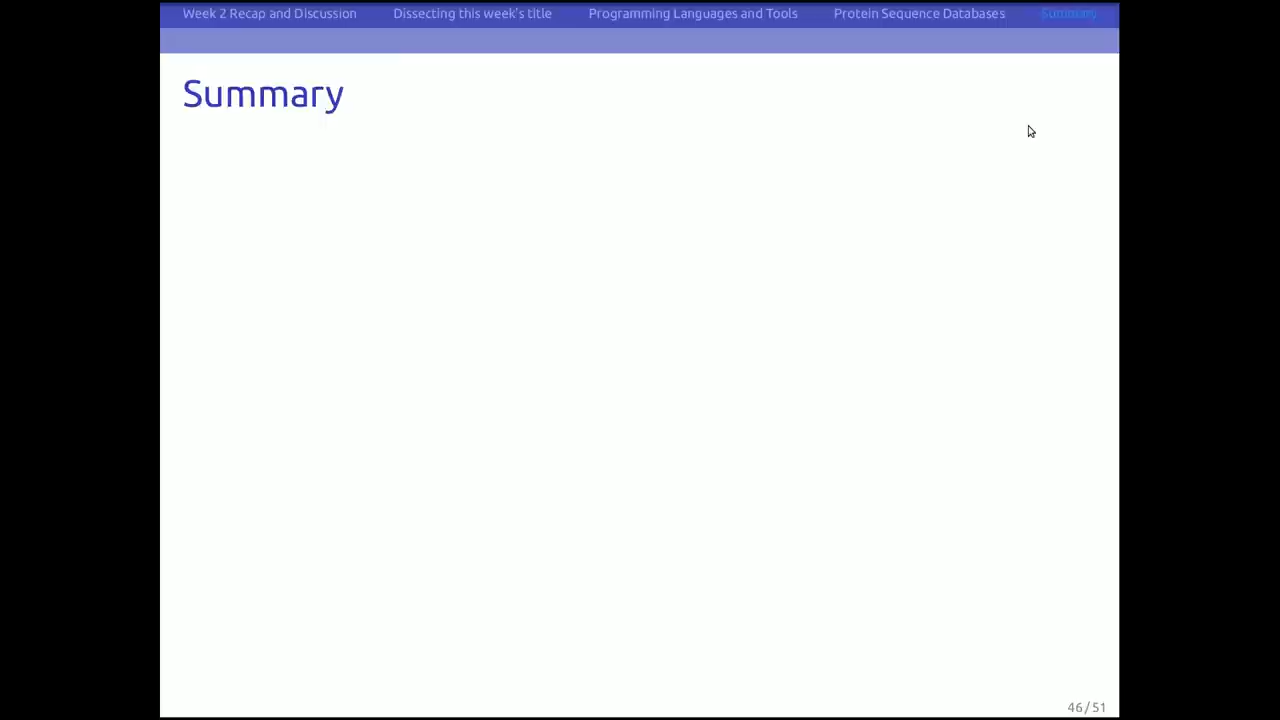 Week 2 Recap and Discussion Dissecting this week's title Programming Languages and Tools Protein Sequence Databases Summary
Summary
46/51